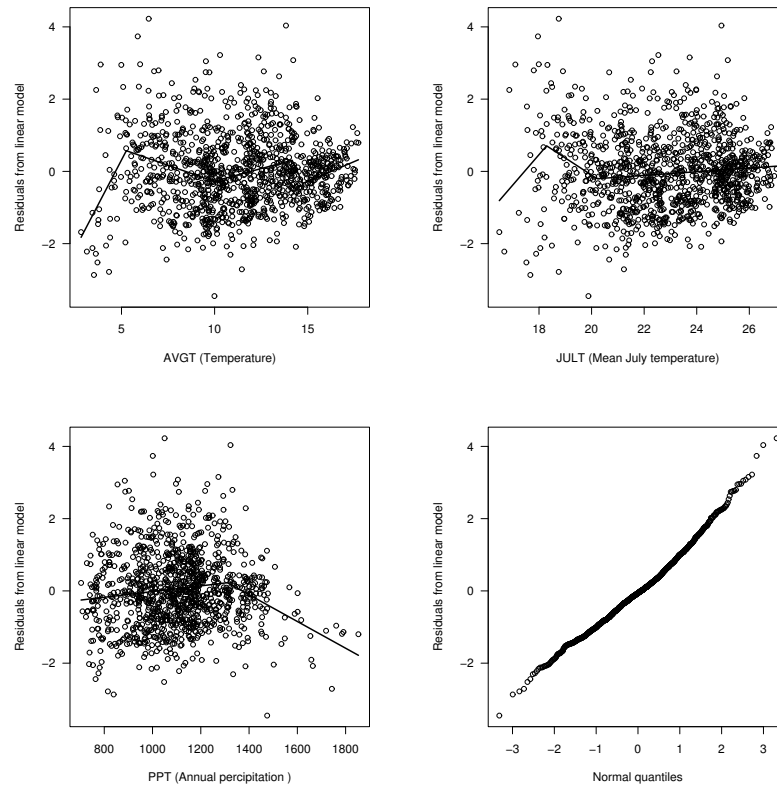 4
2
0
−2
Residuals from linear model
5 10 15
AVGT (Temperature)
4
2
0
−2
Residuals from linear model
18 20 22 24 26
JULT (Mean July temperature)
4
2
0
−2
Residuals from linear model
800 1000 1200 1400 1600 1800
PPT (Annual percipitation )
4
2
0
−2
Residuals from linear model
−3 −2 −1 0 1 2 3
Normal quantiles